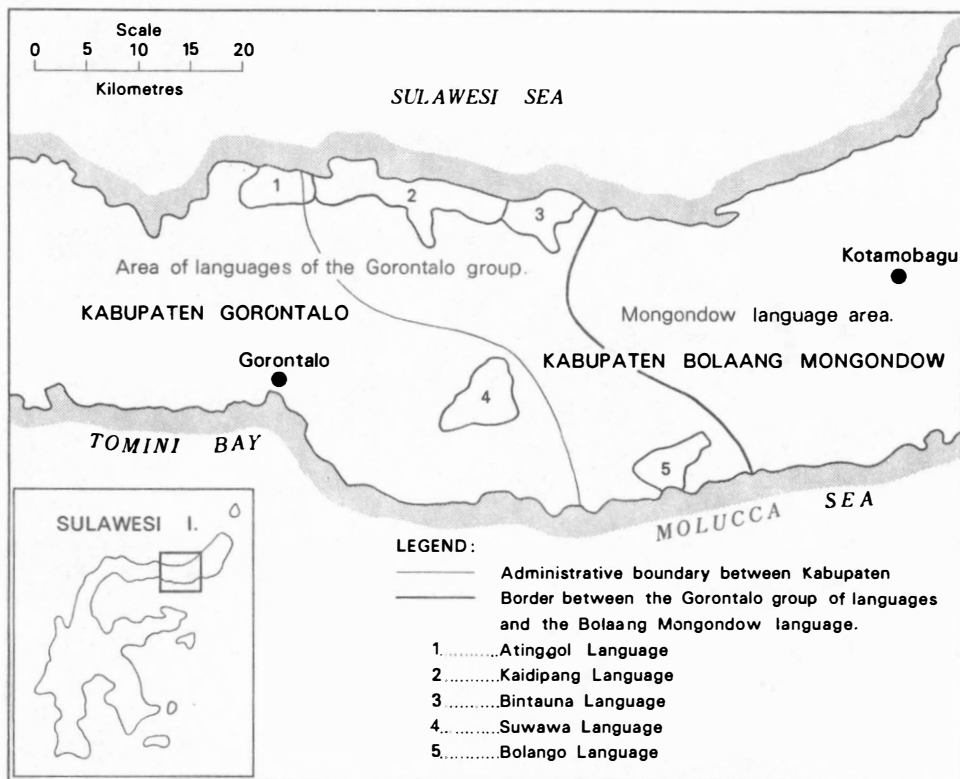 Scale
0 5 10 15 20
Kilometres
SULAWESI SEA
1
2
3
Area of languages of the Gorontalo group.
Kotamobagu
KABUPATEN GORONTALO
Mongondow language area.
Gorontalo
KABUPATEN BOLAANG MONGONDOW
4
TOMINI BAY
5
MOLUCCA SEA
SULAWESI I.
LEGEND:
Administrative boundary between Kabupaten
Border between the Gorontalo group of languages
and the Bolaang Mongondow language.
1..........Atinggol Language
2............Kaidipang Language
3............Bintauna Language
4............Suwawa Language
5............Bolango Language